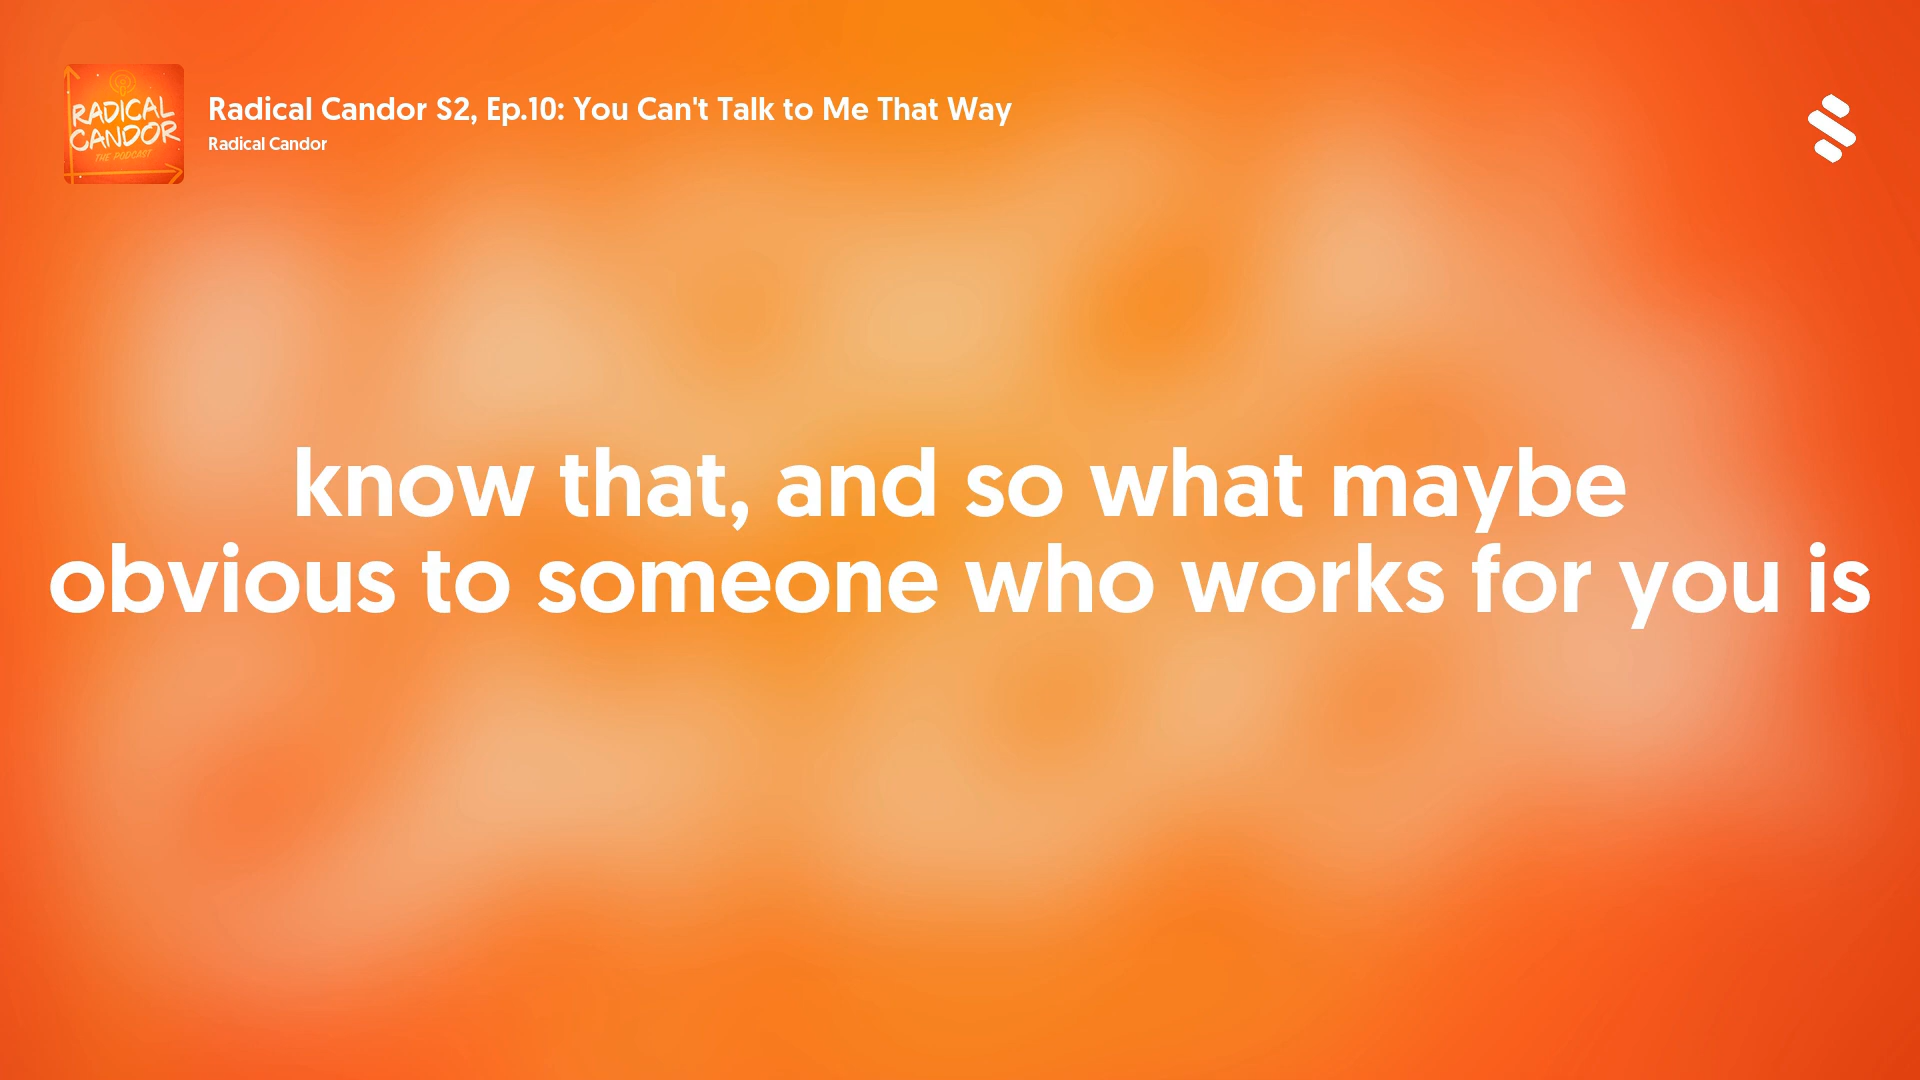 RADICAL
CANDOR
THE PODCAST
Radical Candor S2, Ep.10: You Can't Talk to Me That Way
Radical Candor
know that, and so what maybe
obvious to someone who works for you is